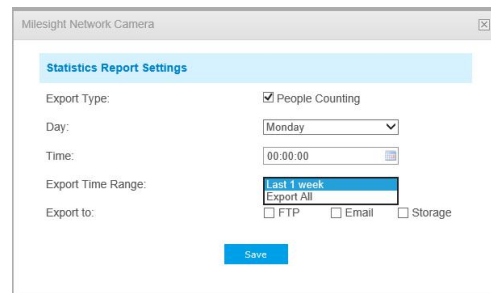 Milesight Network Camera
Statistics Report Settings
Export Type: People Counting
Day: Monday
Time: 00:00:00
Export Time Range: Last 1 week
Export All
Export to: FTP Email Storage
Save